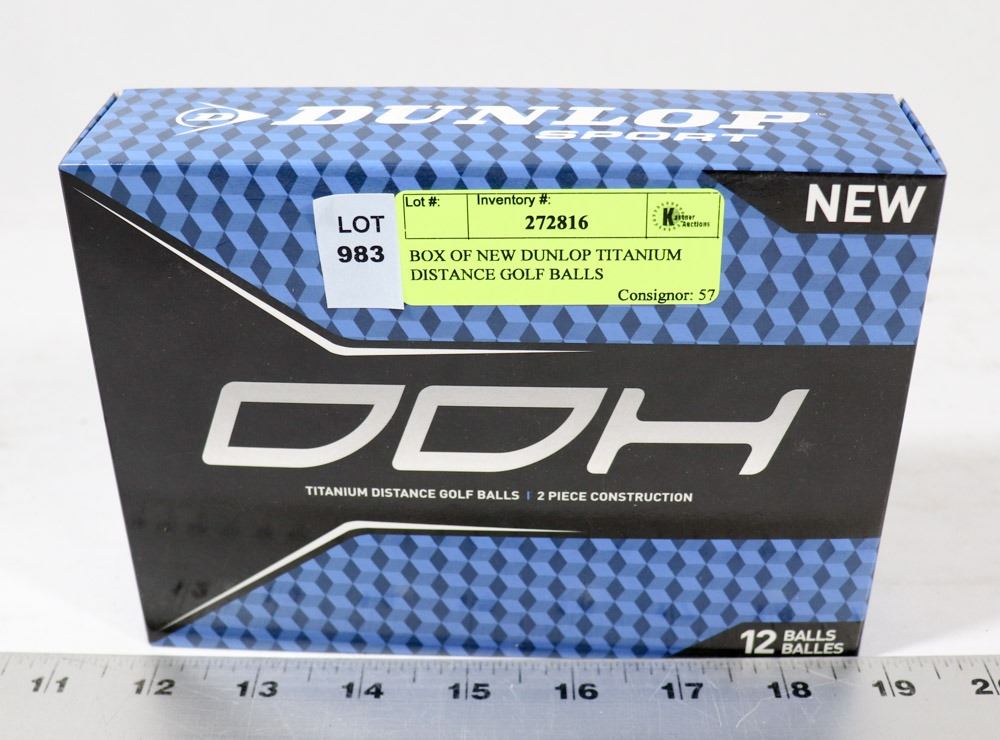 D DUNLOP
SPORT
NEW
LOT
983
Lot #:
Inventory #:
272816
Kastner
Auctions
BOX OF NEW DUNLOP TITANIUM
DISTANCE GOLF BALLS
Consignor: 57
DDH
TITANIUM DISTANCE GOLF BALLS | 2 PIECE CONSTRUCTION
12 BALLS
BALLES
11 12 13 14 15 16 17 18 19